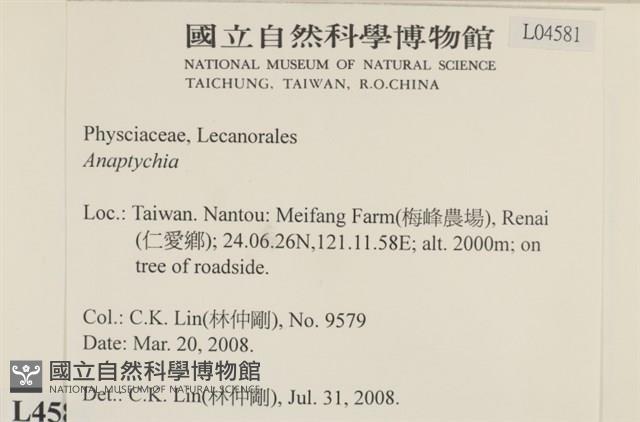 國立自然科學博物館
L04581
NATIONAL MUSEUM OF NATURAL SCIENCE
TAICHUNG, TAIWAN, R.O.CHINA
Physciaceae, Lecanorales
Anaptychia
Loc.: Taiwan. Nantou: Meifang Farm(梅峰農場), Renai
(仁愛鄉); 24.06.26N,121.11.58E; alt. 2000m; on
tree of roadside.
Col.: C.K. Lin(林仲剛), No. 9579
Date: Mar. 20, 2008.
國立自然科學博物館
NATIONAL MUSEUM OF NATURAL SCIENCE
Det.: C.K. Lin(林仲剛), Jul. 31, 2008.
L458